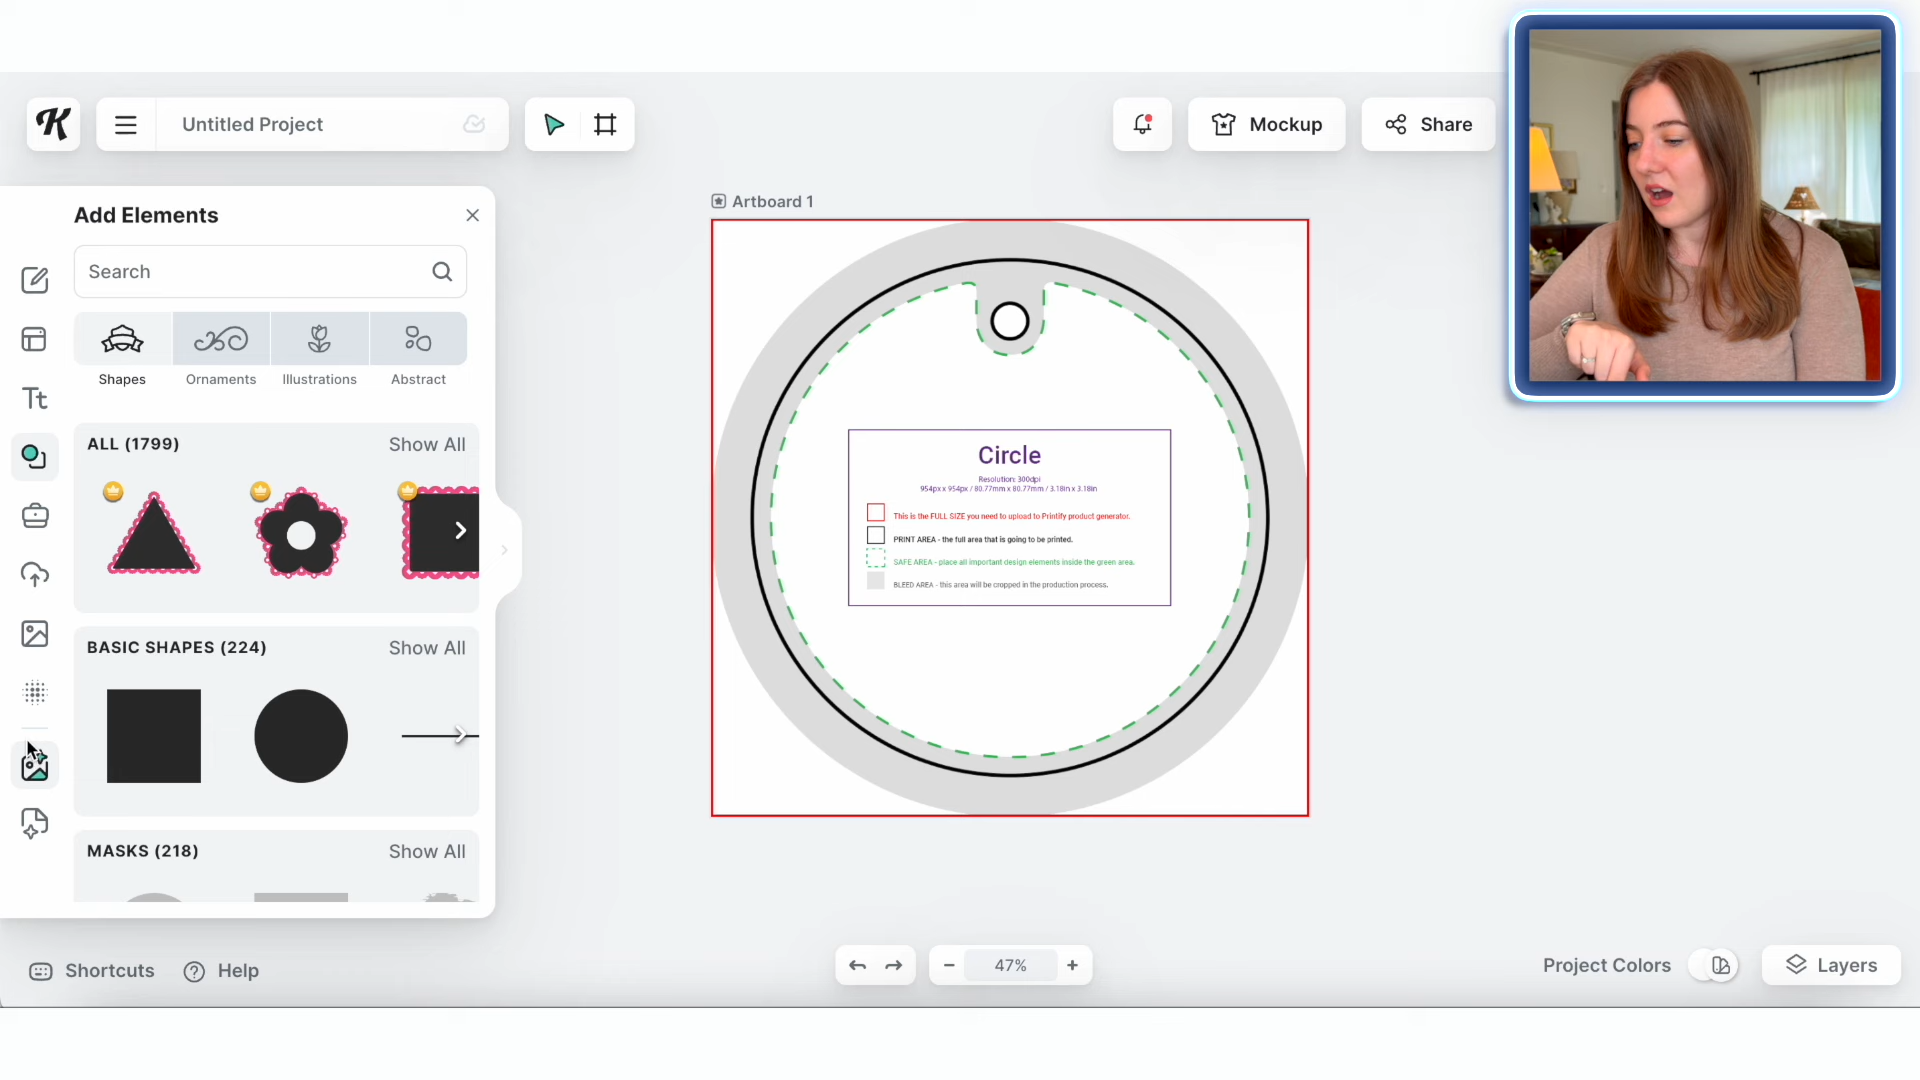 K
Untitled Project
Mockup
Share
Add Elements
Search
Shapes
Ornaments
Illustrations
Abstract
ALL (1799)
Show All
BASIC SHAPES (224)
Show All
MASKS (218)
Show All
Tt
Artboard 1
Circle
Resolution: 300dpi
954px x 954px / 80.77mm x 80.77mm / 3.18in x 3.18in
This is the FULL SIZE you need to upload to Printify product generator.
PRINT AREA - the full area that is going to be printed.
SAFE AREA - place all important design elements inside the green area.
BLEED AREA - this area will be cropped in the production process.
Shortcuts
Help
47%
Project Colors
Layers